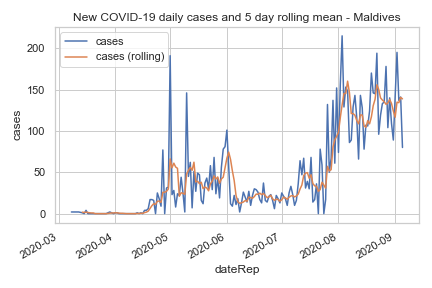 New COVID-19 daily cases and 5 day rolling mean - Maldives
cases
cases (rolling)
225
200
150
100
50
0
cases
2020-03
2020-04
2020-05
2020-06
2020-07
2020-08
2020-09
dateRep